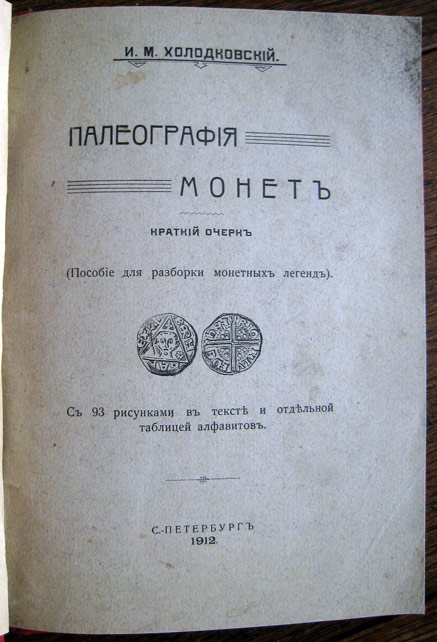 И. М. ХОЛОДКОВСКІЙ.
ПАЛЕОГРАФІЯ
МОНЕТЪ
КРАТКІЙ ОЧЕРКЪ
(Пособіе для разборки монетныхъ легендъ).
Съ 93 рисунками въ текстѣ и отдѣльной
таблицей алфавитовъ.
С.-ПЕТЕРБУРГЪ
1912.